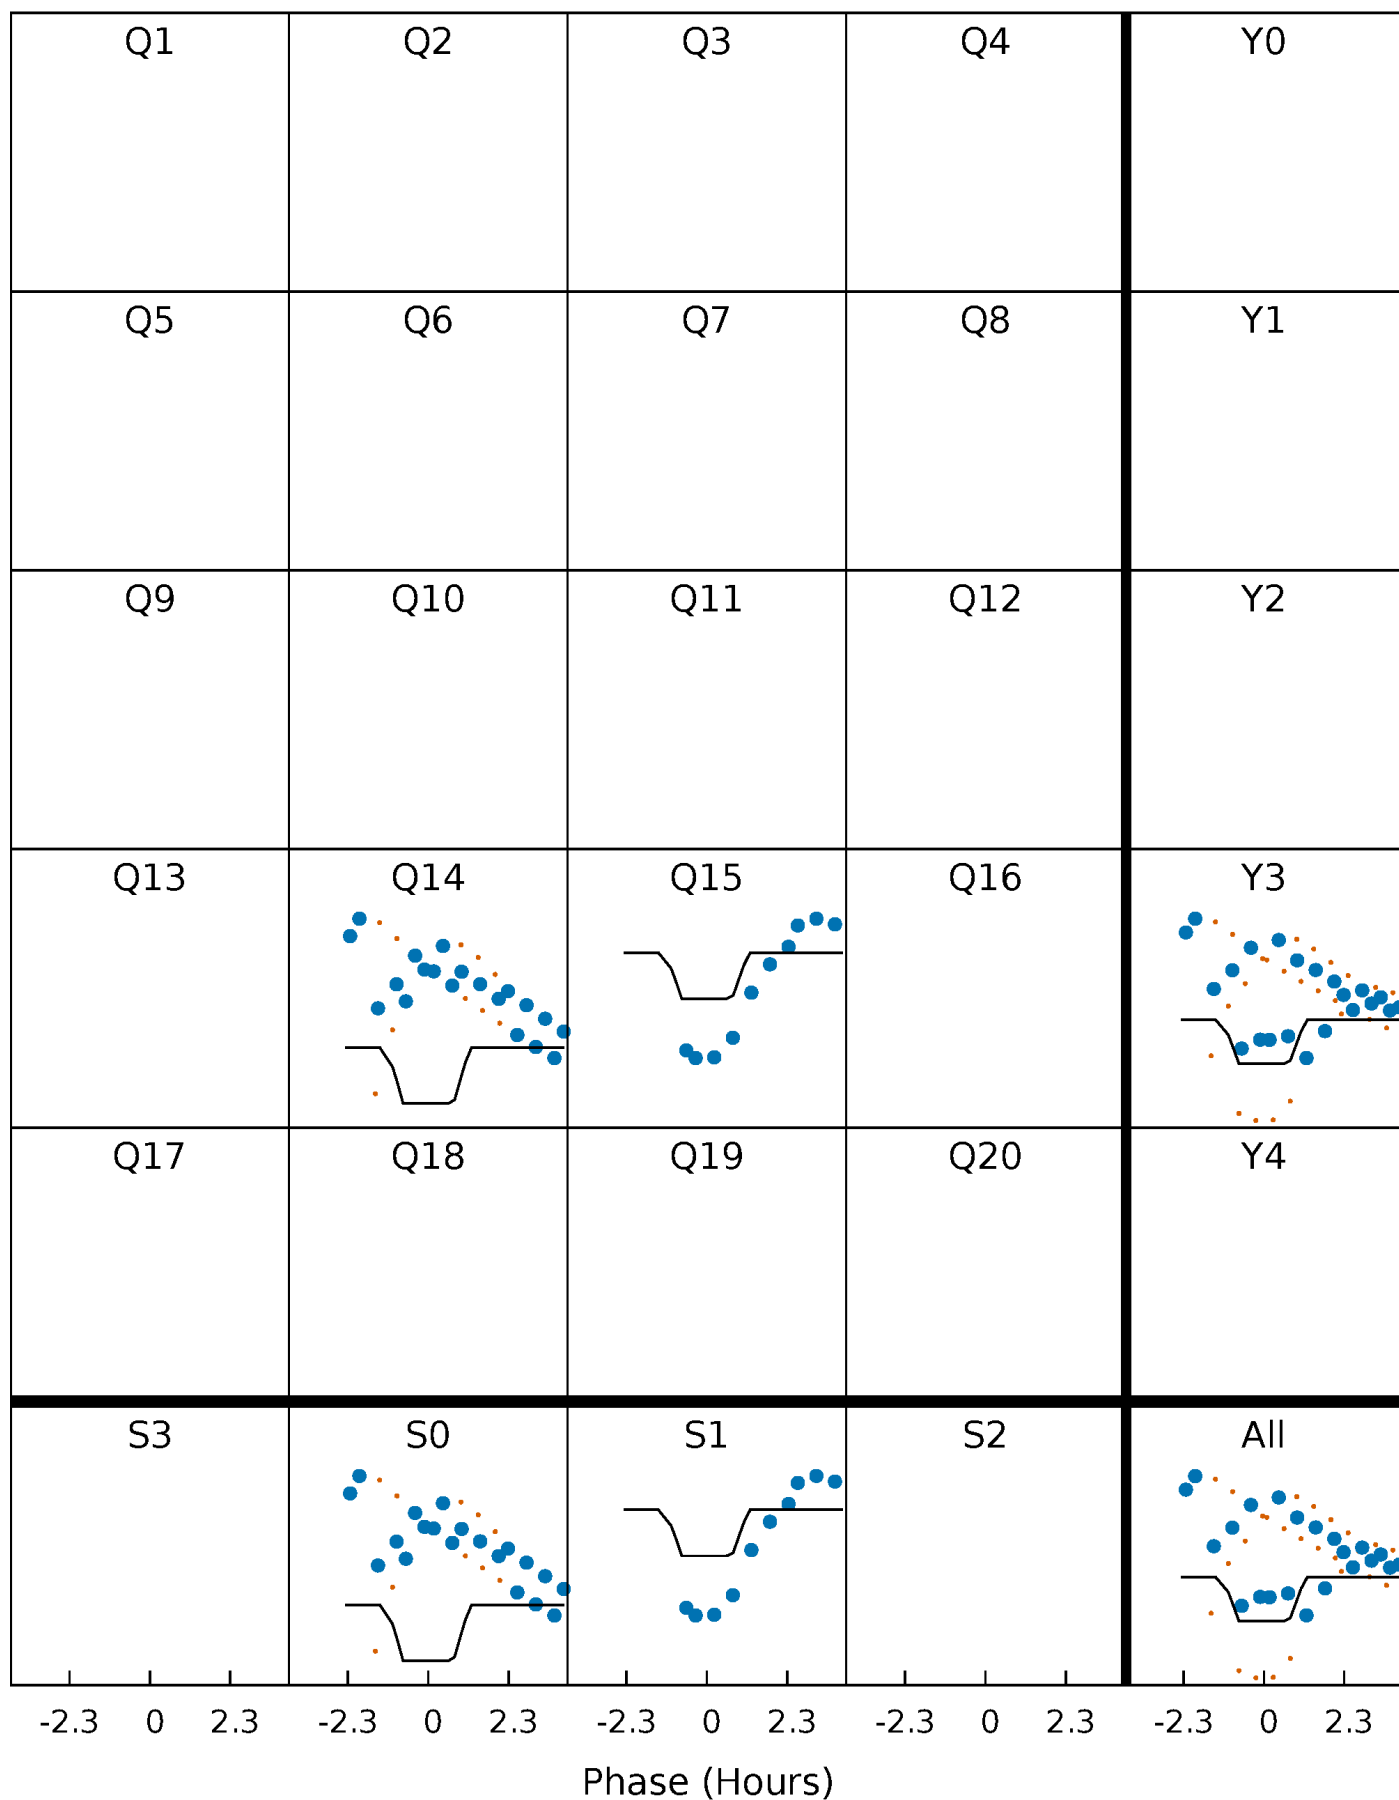 Q1 Q2 Q3 Q4 Y0
Q5 Q6 Q7 Q8 Y1
Q9 Q10 Q11 Q12 Y2
Q13 Q14 Q15 Q16 Y3
Q17 Q18 Q19 Q20 Y4
S3 S0 S1 S2 All
-2.3 0 2.3 -2.3 0 2.3 -2.3 0 2.3 -2.3 0 2.3 -2.3 0 2.3
Phase (Hours)